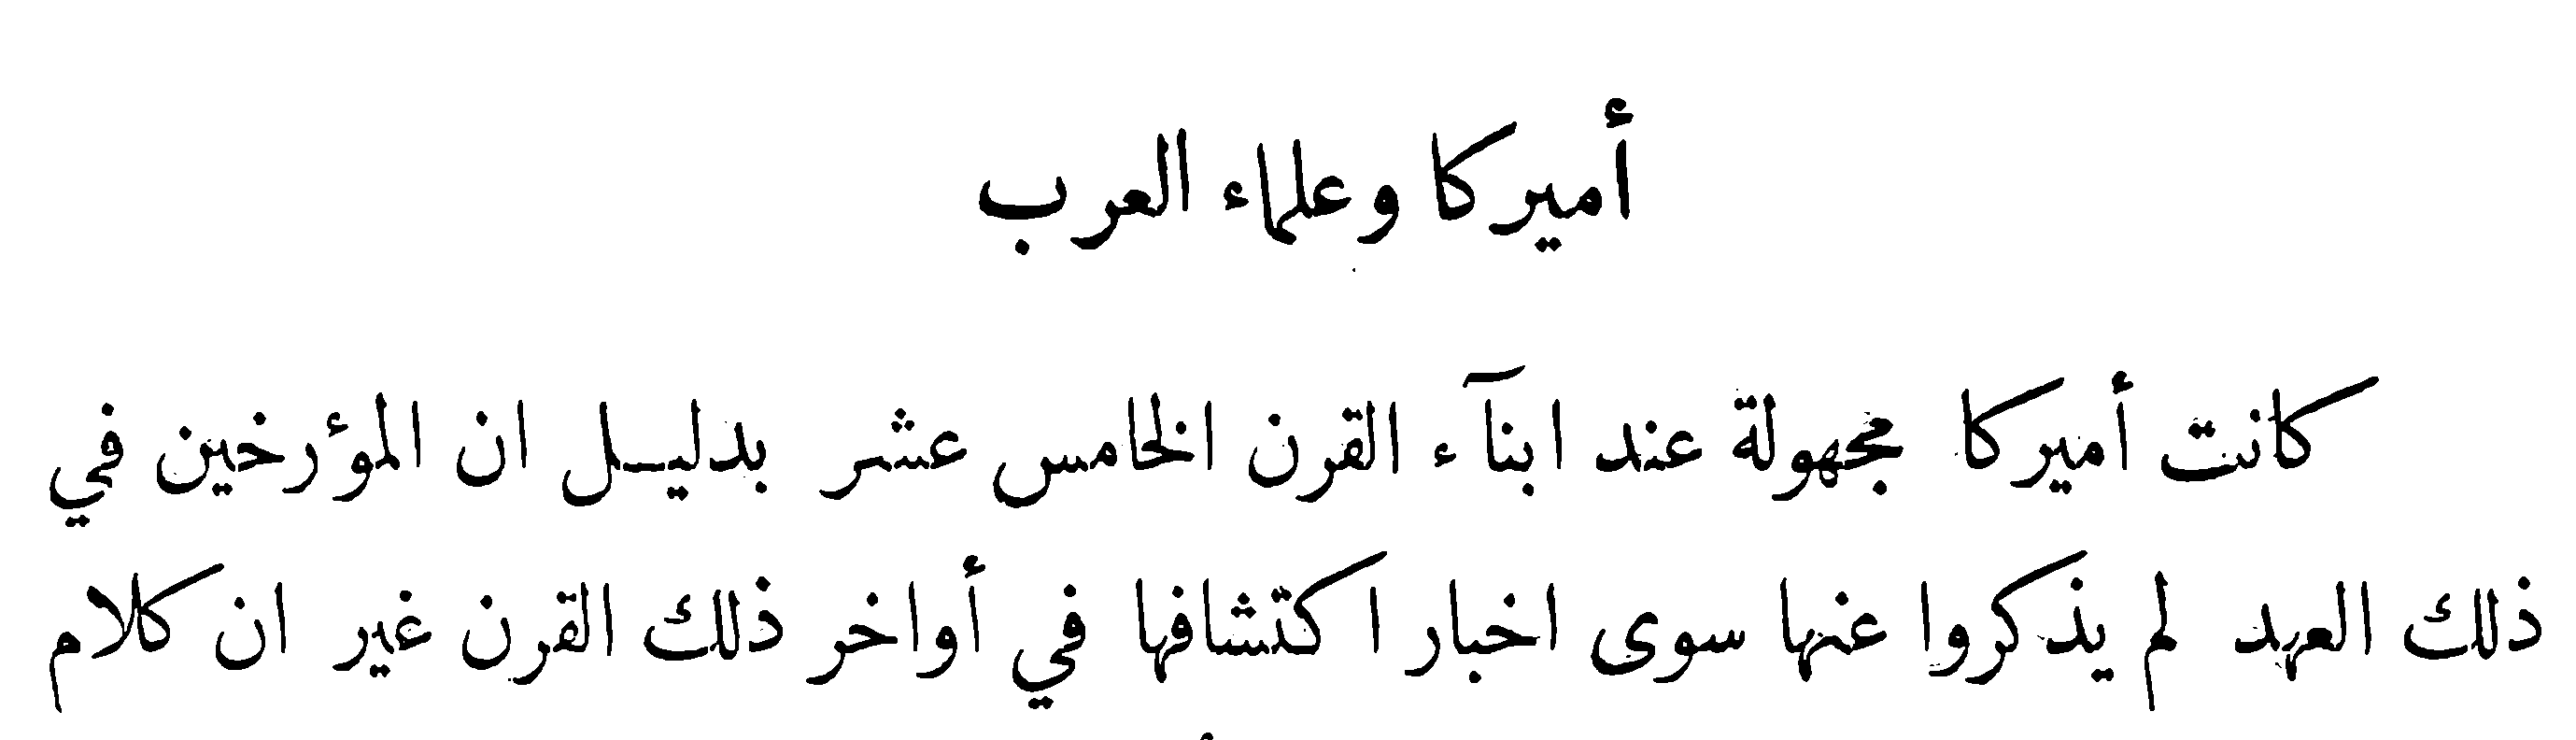 أميركا وعلماء العرب
كانت أميركا مجهولة عند ابنآء القرن الخامس عشر بدليل ان المؤرخين في
ذلك العهد لم يذكروا عنها سوى اخبار اكتشافها في أواخر ذلك القرن غير ان كلام